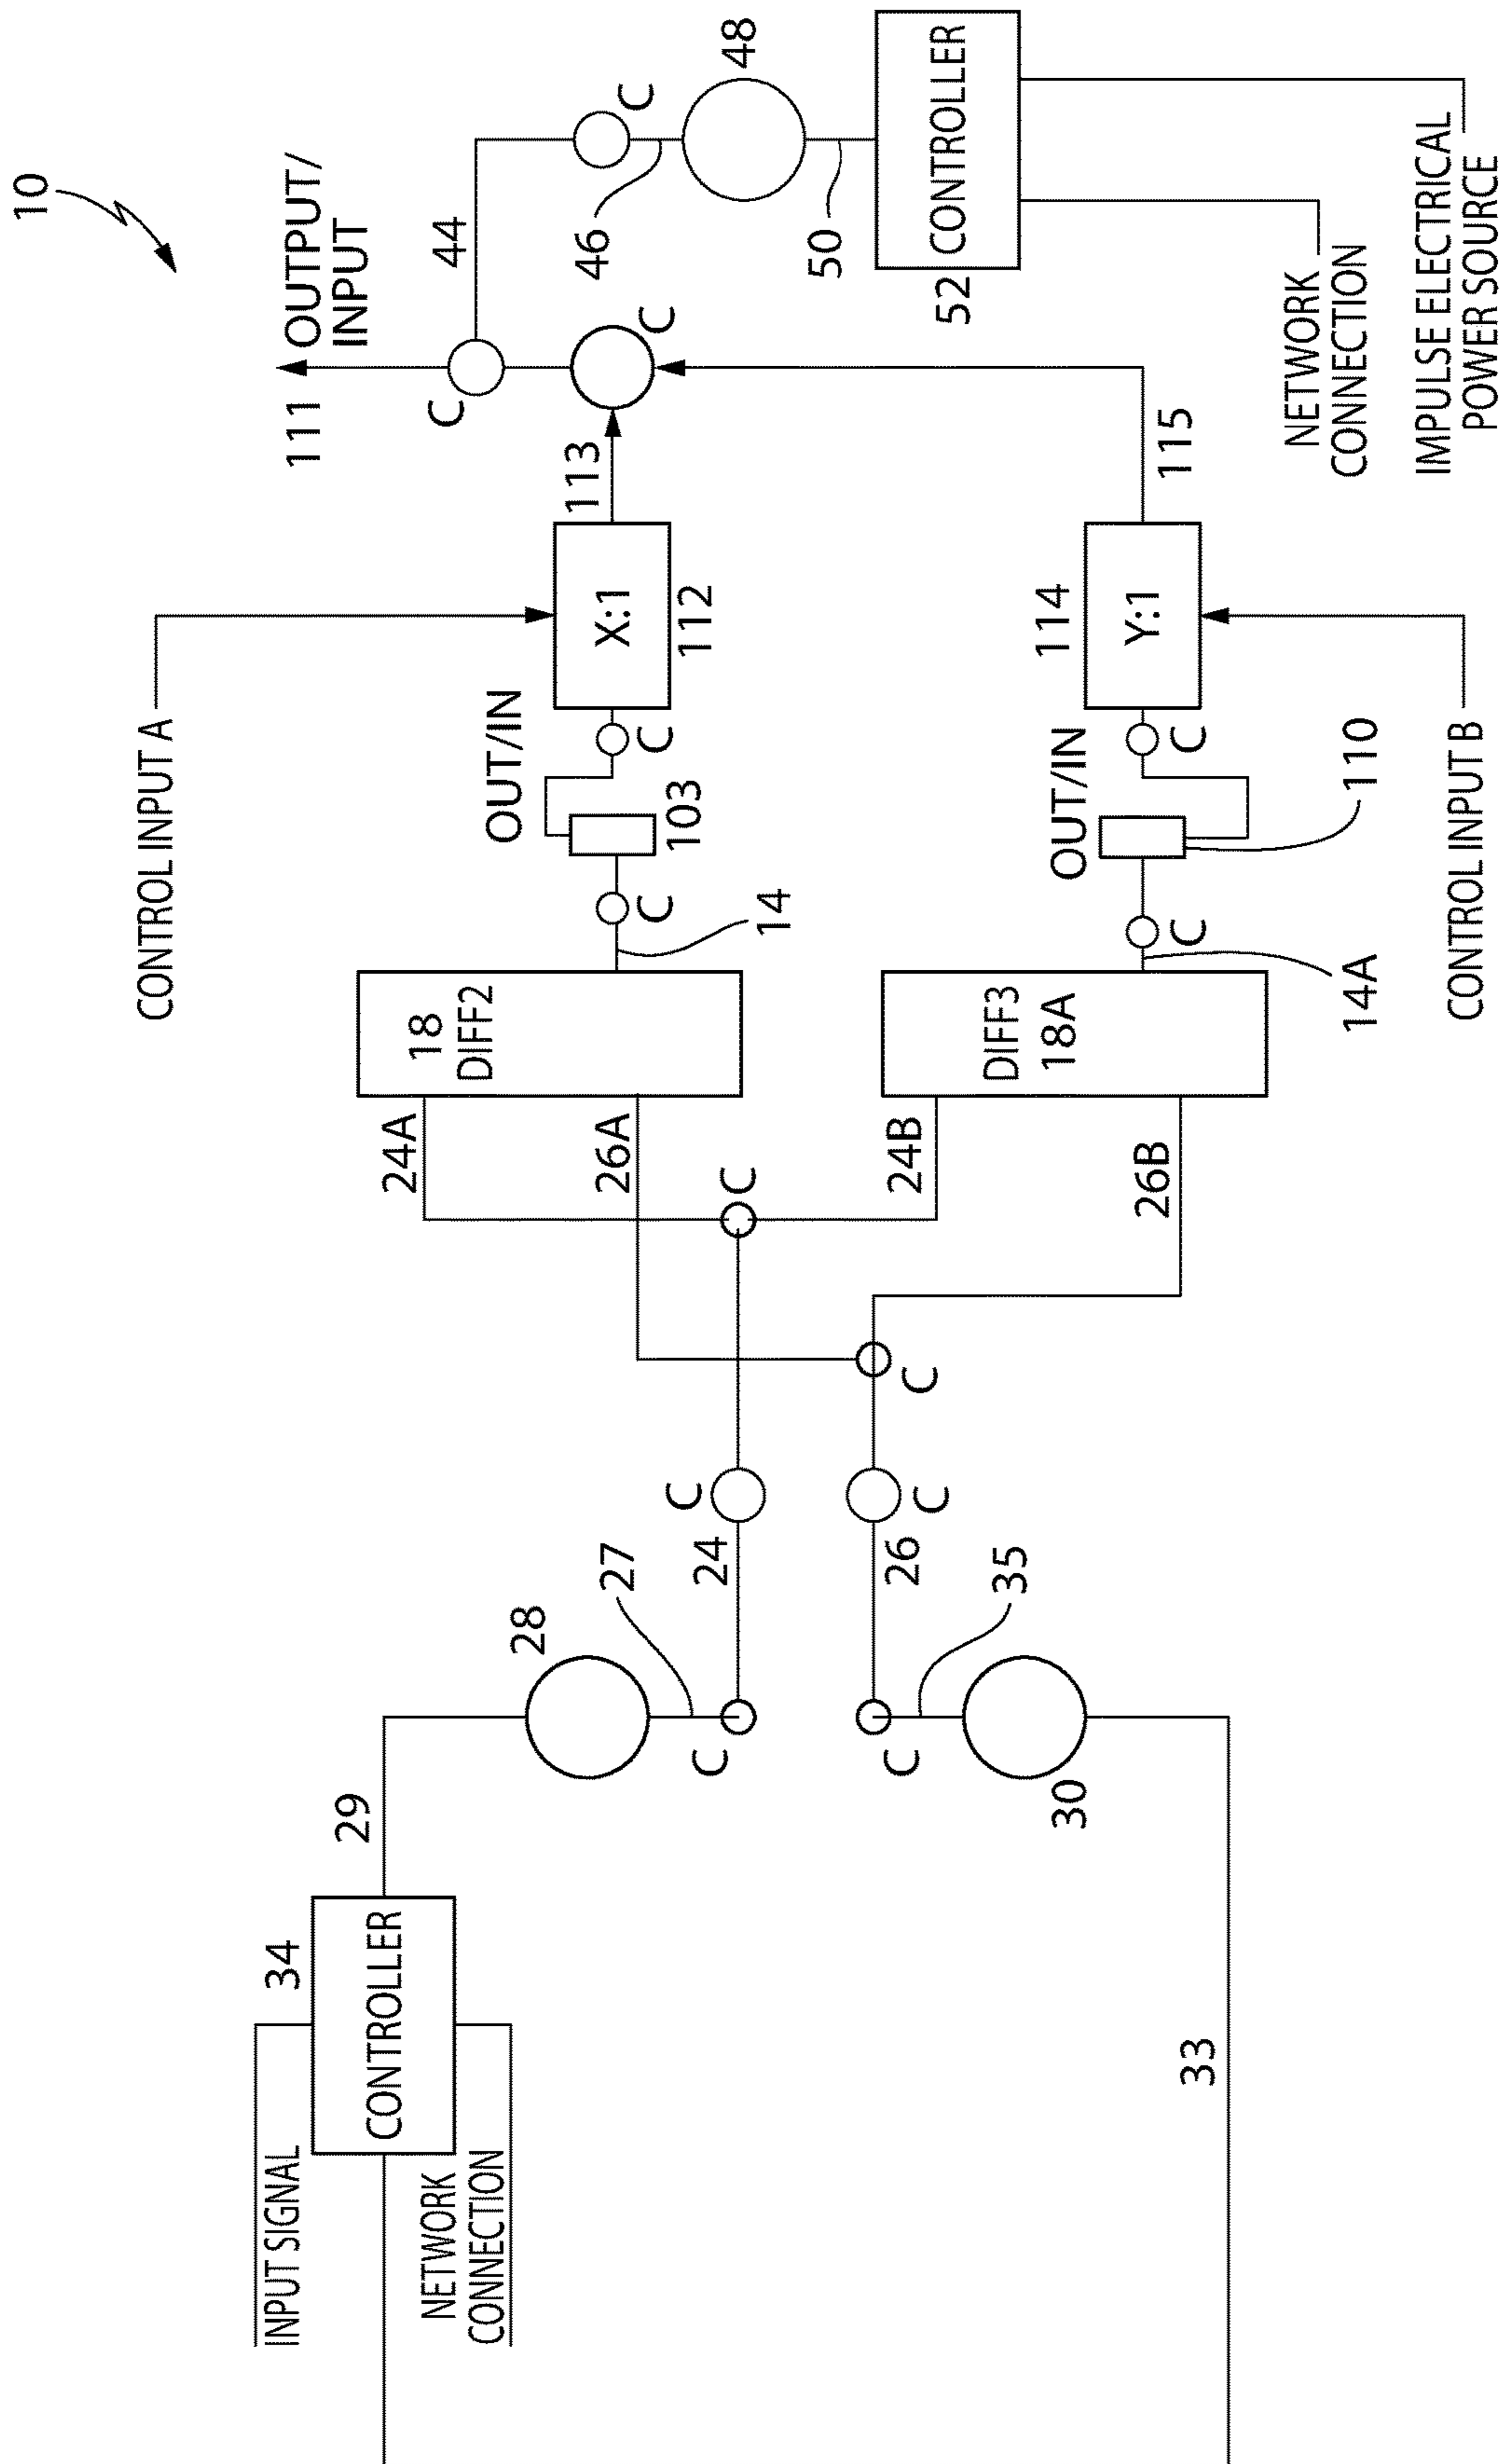 10
INPUT SIGNAL
34
CONTROLLER
NETWORK
CONNECTION
29
28
27
C
24
C
C
26
C
35
30
33
C
C
24A
26A
24B
26B
18
DIFF2
DIFF3
18A
14
14A
C
C
103
110
OUT/IN
OUT/IN
C
C
CONTROL INPUT A
CONTROL INPUT B
X:1
112
114
Y:1
113
115
C
C
111
OUTPUT/
INPUT
44
46
C
48
50
52
CONTROLLER
NETWORK
CONNECTION
IMPULSE ELECTRICAL
POWER SOURCE